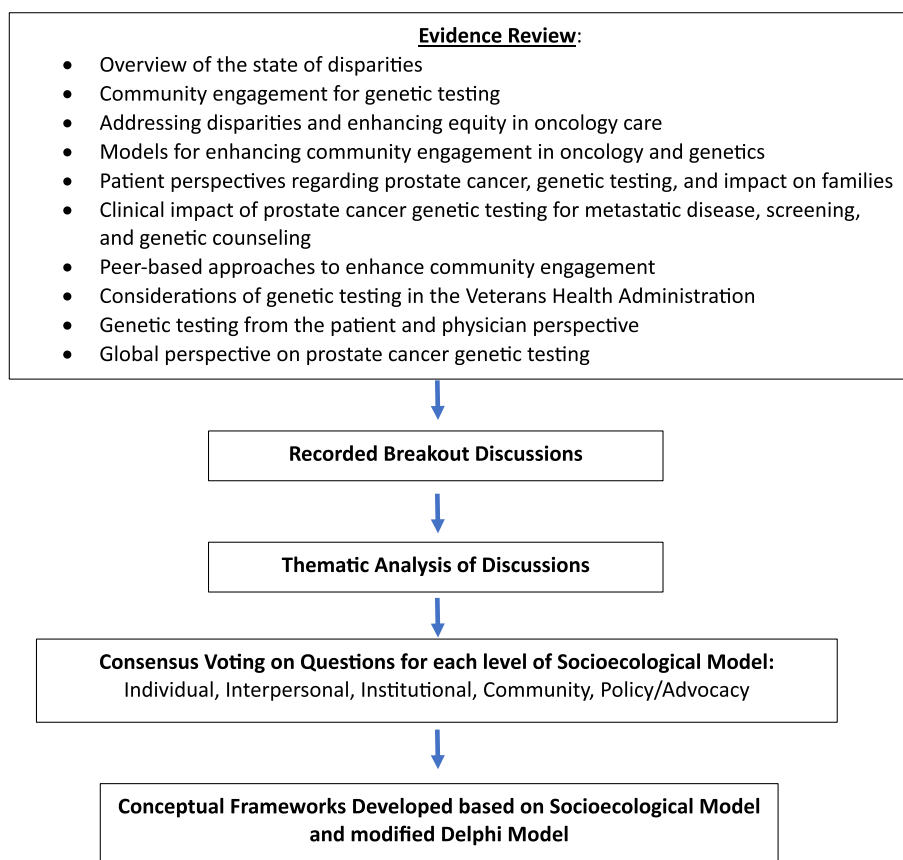 Evidence Review:
• Overview of the state of disparities
• Community engagement for genetic testing
• Addressing disparities and enhancing equity in oncology care
• Models for enhancing community engagement in oncology and genetics
• Patient perspectives regarding prostate cancer, genetic testing, and impact on families
• Clinical impact of prostate cancer genetic testing for metastatic disease, screening,
and genetic counseling
• Peer-based approaches to enhance community engagement
• Considerations of genetic testing in the Veterans Health Administration
• Genetic testing from the patient and physician perspective
• Global perspective on prostate cancer genetic testing
Recorded Breakout Discussions
Thematic Analysis of Discussions
Consensus Voting on Questions for each level of Socioecological Model:
Individual, Interpersonal, Institutional, Community, Policy/Advocacy
Conceptual Frameworks Developed based on Socioecological Model
and modified Delphi Model